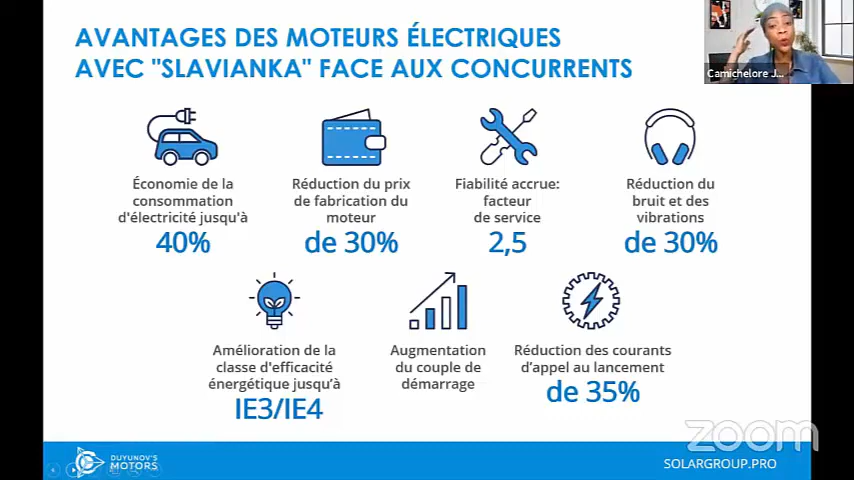 AVANTAGES DES MOTEURS ÉLECTRIQUES
AVEC "SLAVIANKA" FACE AUX CONCURRENTS
Camichelore J...
Économie de la
consommation
d'électricité jusqu'à
40%
Réduction du prix
de fabrication du
moteur
de 30%
Fiabilité accrue:
facteur
de service
2,5
Réduction du
bruit et des
vibrations
de 30%
Amélioration de la
classe d'efficacité
énergétique jusqu'à
IE3/IE4
Augmentation
du couple de
démarrage
Réduction des courants
d'appel au lancement
de 35%
zoom
DUYUNOV'S
MOTORS
SOLARGROUP.PRO